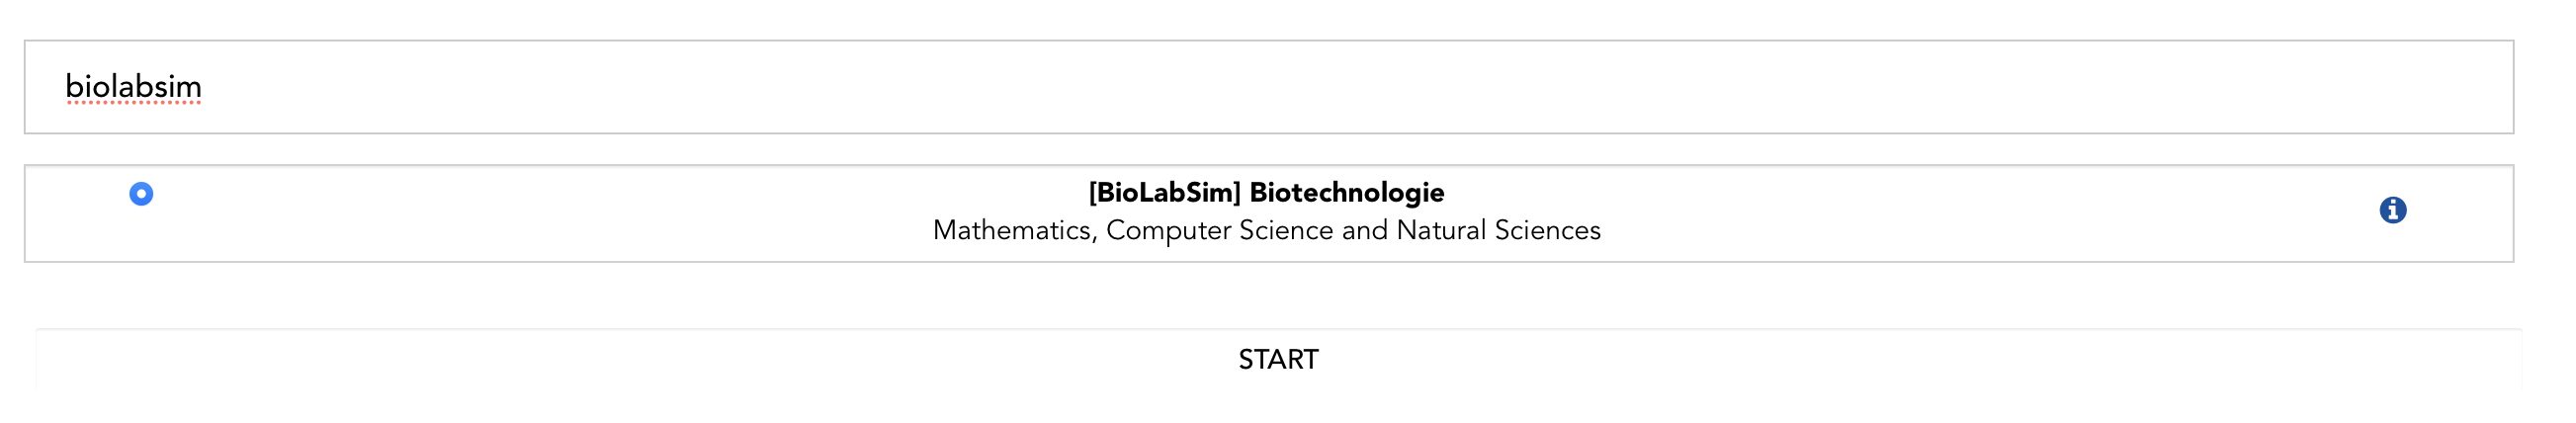 biolabsim
[BioLabSim] Biotechnologie
Mathematics, Computer Science and Natural Sciences
START